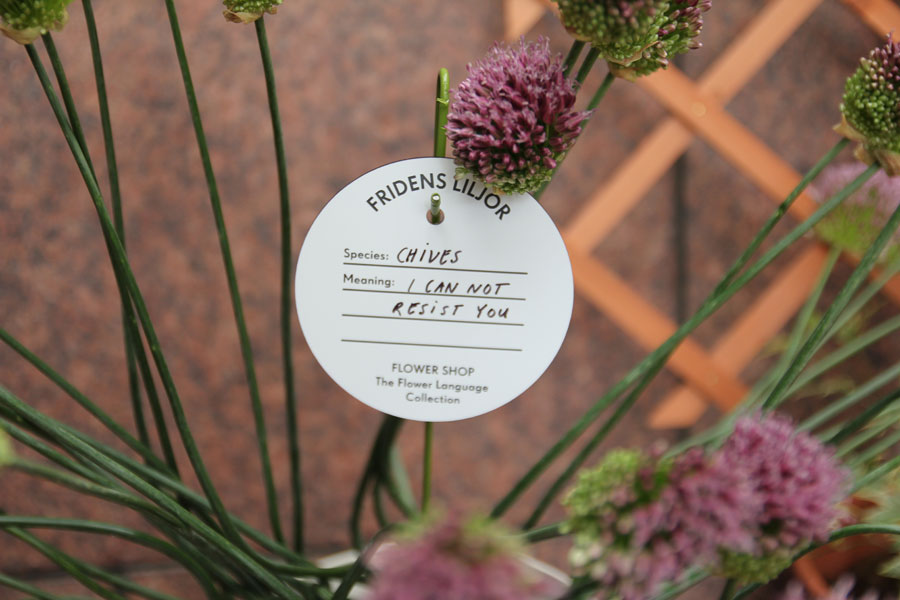 FRIDENS LILJOR
Species: CHIVES
Meaning: I CAN NOT
RESIST YOU
FLOWER SHOP
The Flower Language
Collection